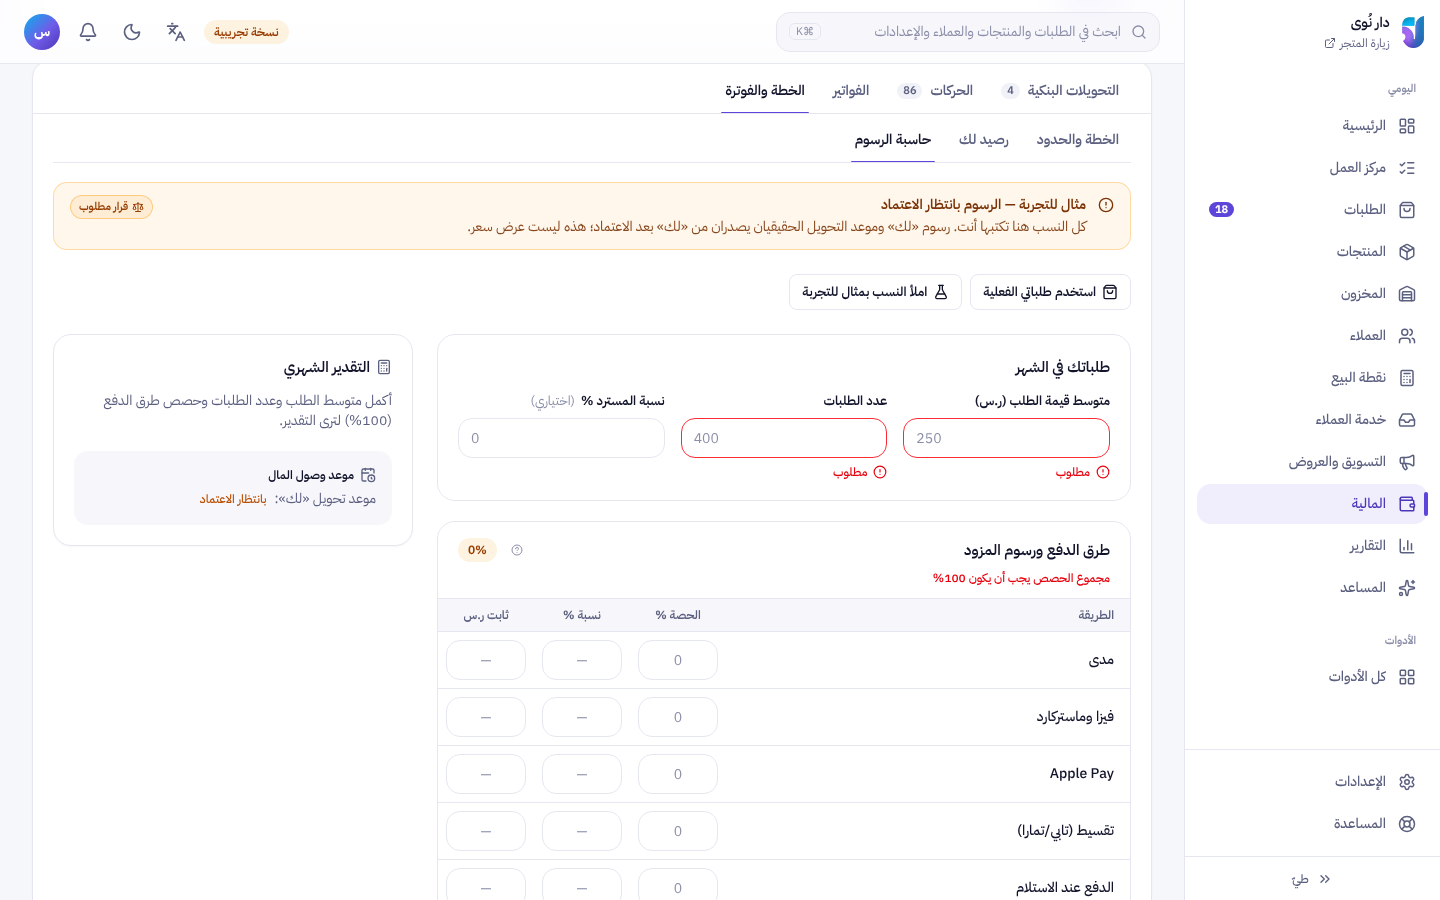 دار نُوى
زيارة المتجر
ابحث في الطلبات والمنتجات والعملاء والإعدادات
⌘K
نسخة تجريبية
س
اليومي
الرئيسية
مركز العمل
الطلبات
18
المنتجات
المخزون
العملاء
نقطة البيع
خدمة العملاء
التسويق والعروض
المالية
التقارير
المساعد
الأدوات
كل الأدوات
الإعدادات
المساعدة
طيّ
التحويلات البنكية 4
الحركات 86
الفواتير
الخطة والفوترة
الخطة والحدود
رصيد لك
حاسبة الرسوم
مثال للتجربة — الرسوم بانتظار الاعتماد
قرار مطلوب
كل النسب هنا تكتبها أنت. رسوم «لك» وموعد التحويل الحقيقيان يصدران من «لك» بعد الاعتماد؛ هذه ليست عرض سعر.
استخدم طلباتي الفعلية
املأ النسب بمثال للتجربة
طلباتك في الشهر
متوسط قيمة الطلب (ر.س)
عدد الطلبات
نسبة المسترد % (اختياري)
250
400
0
مطلوب
مطلوب
التقدير الشهري
أكمل متوسط الطلب وعدد الطلبات وحصص طرق الدفع
(100%) لترى التقدير.
موعد وصول المال
موعد تحويل «لك»: بانتظار الاعتماد
طرق الدفع ورسوم المزود
0%
مجموع الحصص يجب أن يكون 100%
الطريقة الحصة % نسبة % ثابت ر.س
مدى 0 — —
فيزا وماستركارد 0 — —
Apple Pay 0 — —
تقسيط (تابي/تمارا) 0 — —
الدفع عند الاستلام 0 — —